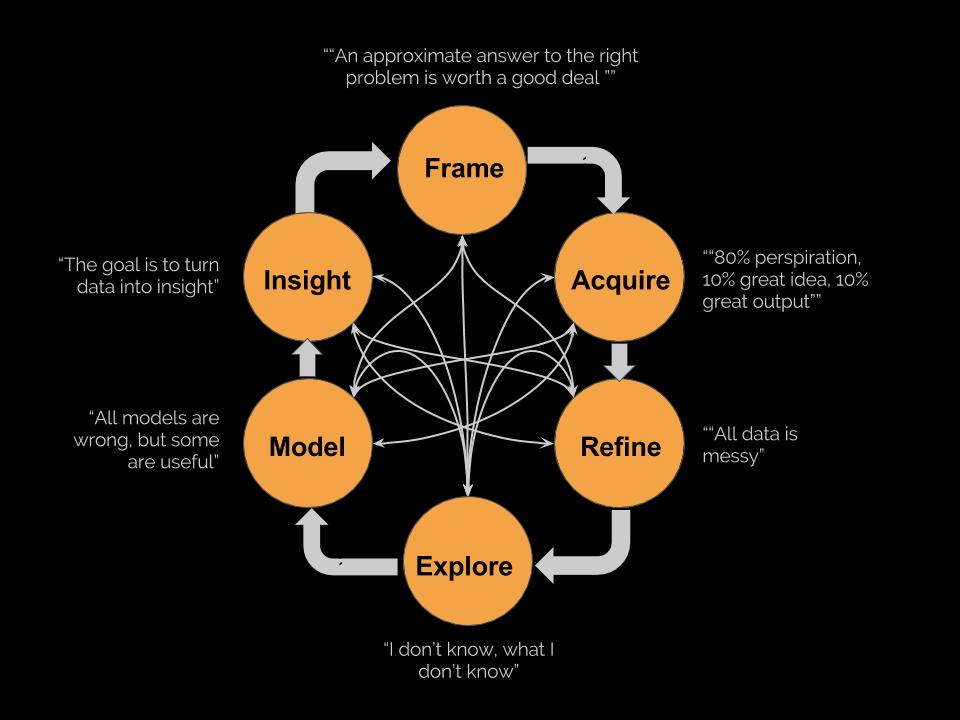 ““An approximate answer to the right
problem is worth a good deal ””
Frame
Insight
Acquire
“The goal is to turn
data into insight”
““80% perspiration,
10% great idea, 10%
great output””
Model
Refine
“All models are
wrong, but some
are useful”
““All data is
messy”
Explore
“I don’t know, what I
don’t know”